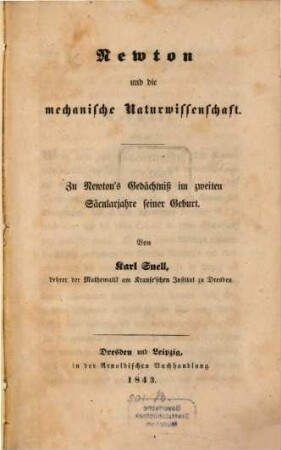 Newton
und die
mechanische Naturwissenschaft.
Zu Newton's Gedächtniß im zweiten
Säcularjahre seiner Geburt.
Von
Karl Snell,
Lehrer der Mathematik am Krause'schen Institut zu Dresden.
Dresden und Leipzig,
in der Arnoldischen Buchhandlung.
1843.